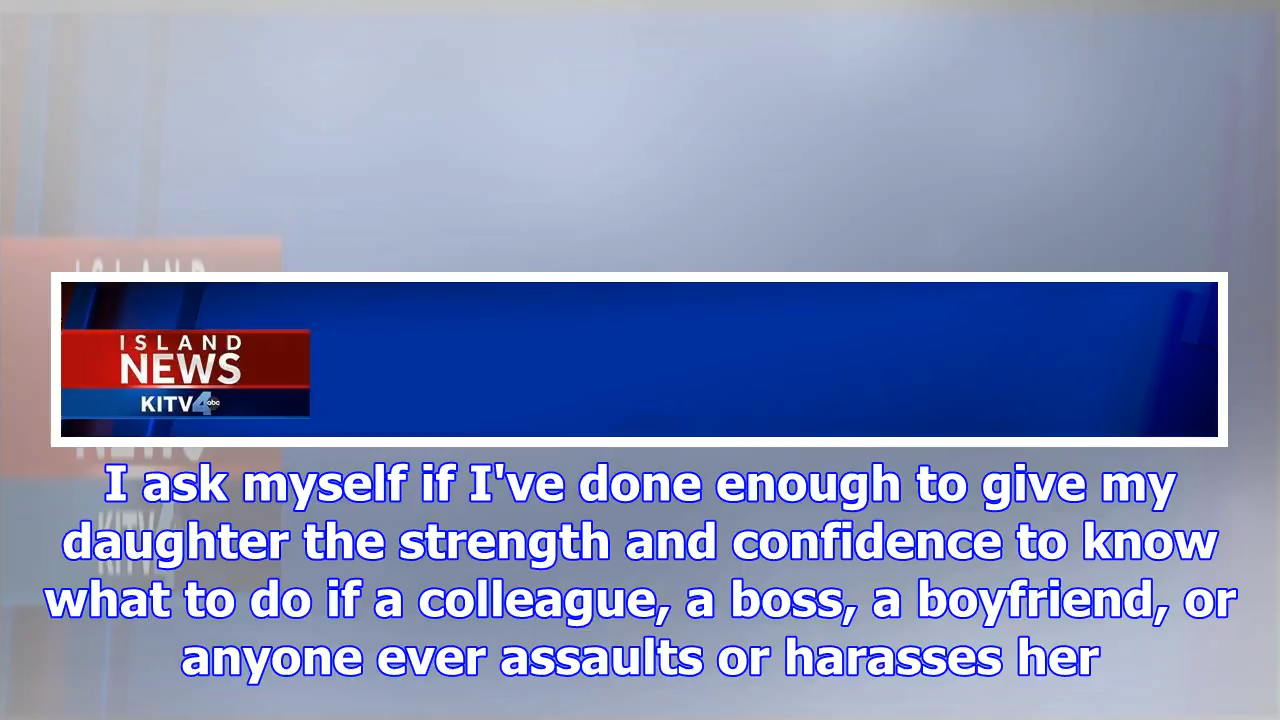 ISLAND
NEWS
KITV4 abc
I ask myself if I've done enough to give my
daughter the strength and confidence to know
what to do if a colleague, a boss, a boyfriend, or
anyone ever assaults or harasses her